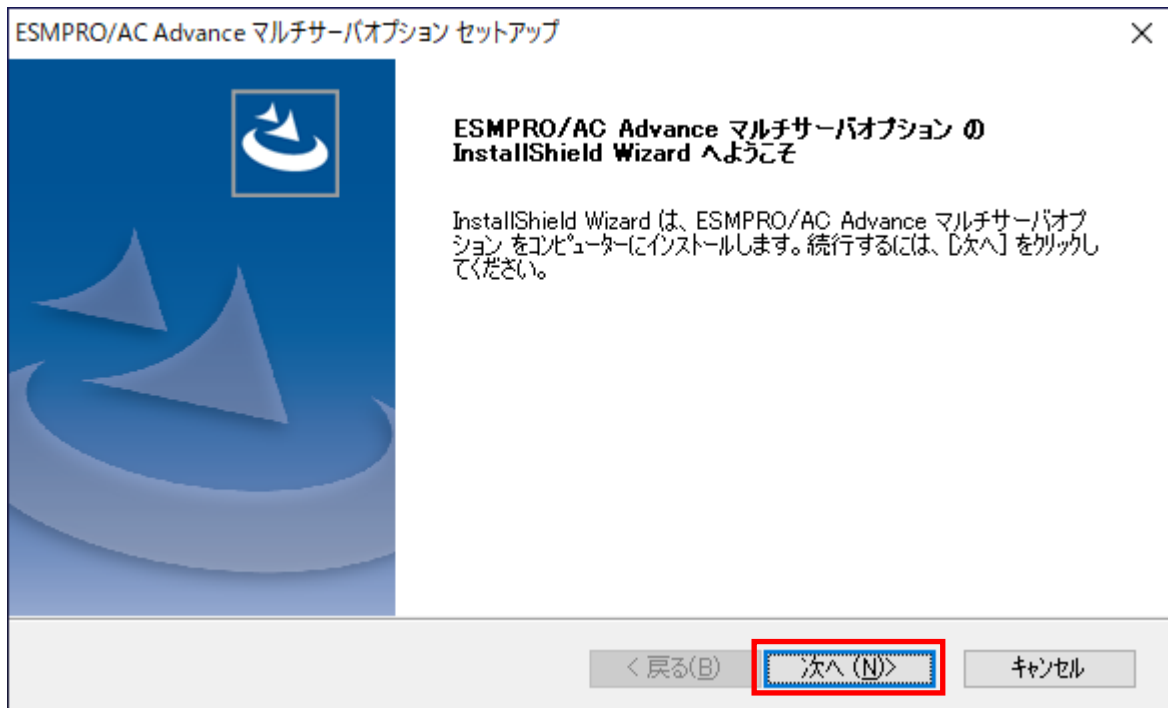 ESMPRO/AC Advance マルチサーバオプション セットアップ
ESMPRO/AC Advance マルチサーバオプション の
InstallShield Wizard へようこそ
InstallShield Wizard は、ESMPRO/AC Advance マルチサーバオプ
ション をコンピューターにインストールします。続行するには、[次へ] をクリックし
てください。
< 戻る(B)
次へ (N)>
キャンセル